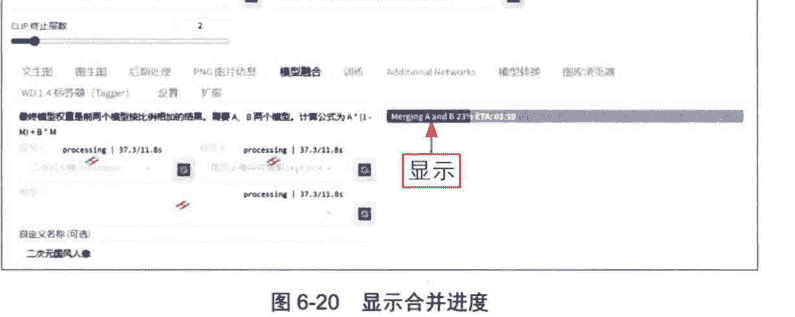 CLIP 终止层数
2
文生图 图生图 后期处理 PNG 图片信息 模型融合 训练 Additional Networks 模型转换 图库浏览器
WD 1.4 标签器（Tagger） 设置 扩展
最终模型权重是前两个模型按比例相加的结果。需要 A、B 两个模型。计算公式为 A * (1 -
M) + B * M
Merging A and B 23% ETA: 03:59
processing | 37.3/11.8s
processing | 37.3/11.8s
显示
processing | 37.3/11.8s
自定义名称 (可选)
二次元国风人像
图 6-20 显示合并进度